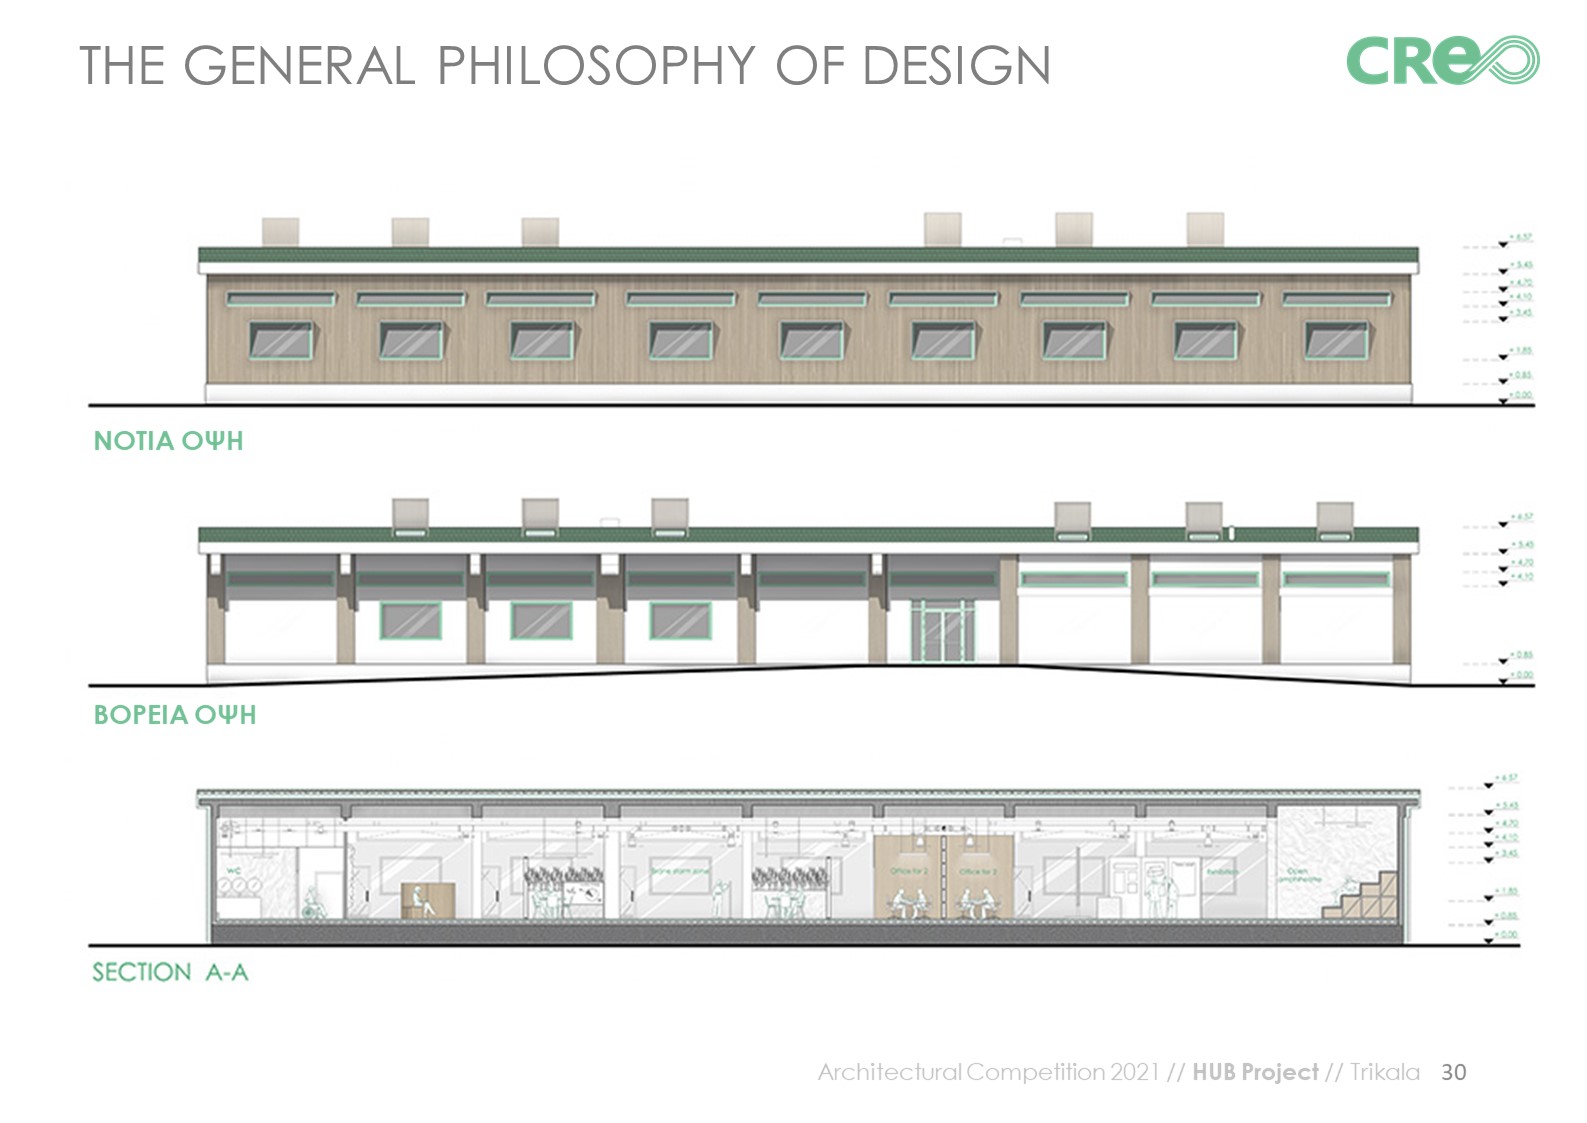 THE GENERAL PHILOSOPHY OF DESIGN
CREO
+ 6.57
+ 5.45
+ 4.70
+ 4.10
+ 3.45
+ 1.85
+ 0.85
+ 0.00
ΝΟΤΙΑ ΟΨΗ
+ 6.57
+ 5.45
+ 4.70
+ 4.10
+ 0.85
+ 0.00
ΒΟΡΕΙΑ ΟΨΗ
+ 6.57
+ 5.45
+ 4.70
+ 4.10
+ 3.45
+ 1.85
+ 0.85
+ 0.00
WC
Brane storm zone
Office for 2
Office for 2
Exhibition
Open
amphitheatre
SECTION A-A
Architectural Competition 2021 // HUB Project // Trikala 30